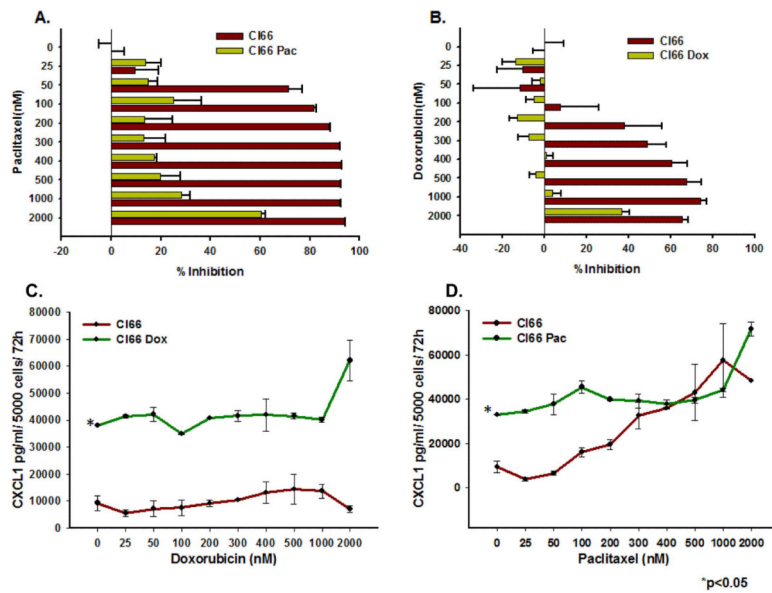 A.
Cl66
Cl66 Pac
Paclitaxel(nM)
0
25
50
100
200
300
400
500
1000
2000
-20 0 20 40 60 80 100
% Inhibition
B.
Cl66
Cl66 Dox
Doxorubicin(nM)
0
25
50
100
200
300
400
500
1000
2000
-40 -20 0 20 40 60 80 100
% Inhibition
C.
Cl66
Cl66 Dox
CXCL1 pg/ml/ 5000 cells/ 72h
80000
70000
60000
50000
40000
30000
20000
10000
0
*
0 25 50 100 200 300 400 500 1000 2000
Doxorubicin (nM)
D.
Cl66
Cl66 Pac
CXCL1 pg/ml/ 5000 cells/ 72h
80000
60000
40000
20000
0
*
0 25 50 100 200 300 400 500 1000 2000
Paclitaxel (nM)
*p<0.05